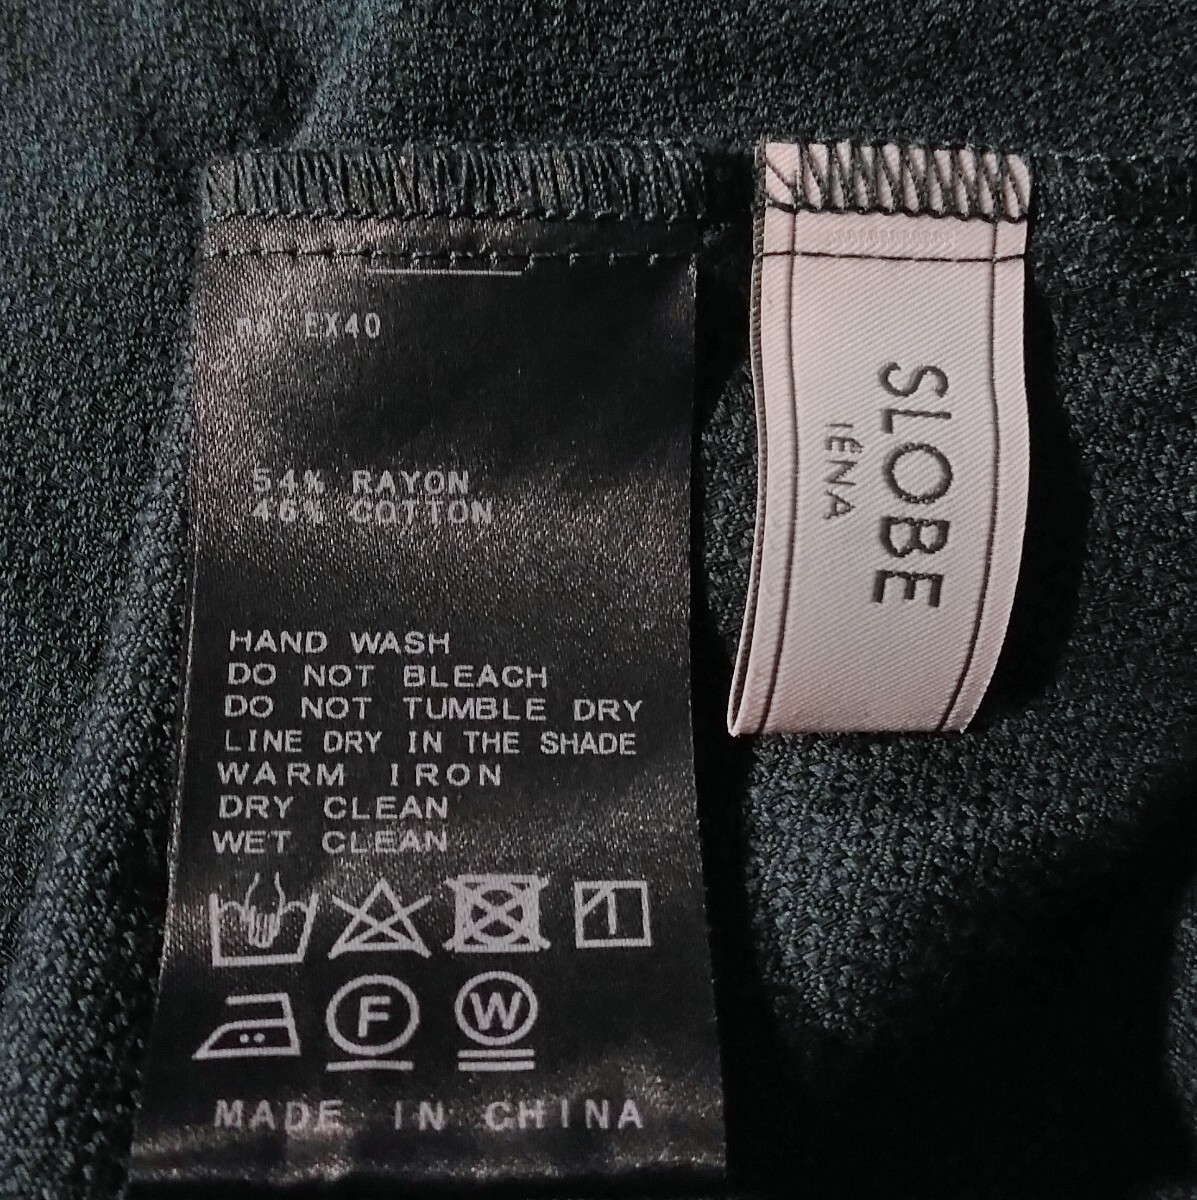 EX40
54% RAYON
46% COTTON
HAND WASH
DO NOT BLEACH
DO NOT TUMBLE DRY
LINE DRY IN THE SHADE
WARM IRON
DRY CLEAN
WET CLEAN
F
W
MADE IN CHINA
SLOBE
IÉNA